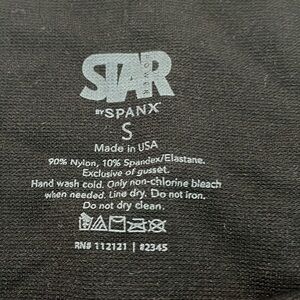 STAR
POWER
BY SPANX
S
Made in USA
90% Nylon, 10% Spandex/Elastane.
Exclusive of gusset.
Hand wash cold. Only non-chlorine bleach
when needed. Line dry. Do not iron.
Do not dry clean.
RN# 112121 | #2345